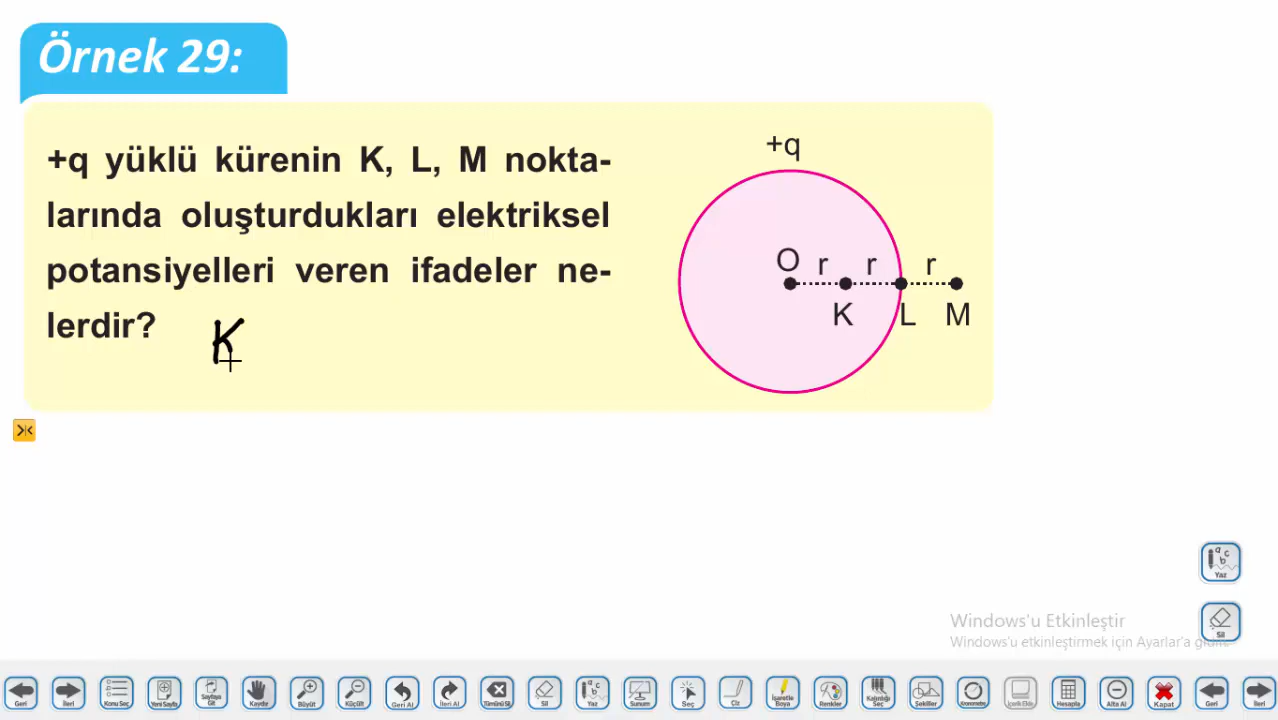 Örnek 29:
+q yüklü kürenin K, L, M nokta-
larında oluşturdukları elektriksel
potansiyelleri veren ifadeler ne-
lerdir?
K
+q
O r r r
K L M
Yaz
Sil
Windows'u Etkinleştir
Windows'u etkinleştirmek için Ayarlar'a
Geri İleri Konu Seç Yeni Sayfa Sayfaya Git Kaydır Büyüt Küçült Geri Al İleri Al Tümünü Sil Sil Yaz Sunum Seç Çiz İşaretle Boya Renkler Kalınlığı Seç Şekiller Hesapla Alta Al Kapat Geri İleri